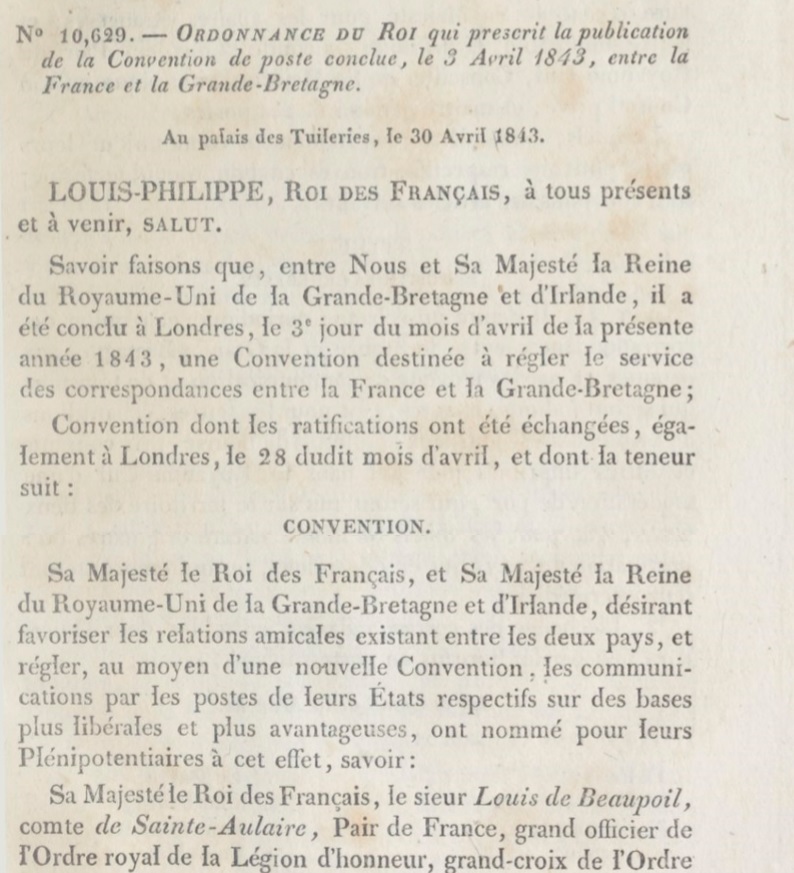 Nº 10,629. — ORDONNANCE DU ROI qui prescrit la publication
de la Convention de poste conclue, le 3 Avril 1843, entre la
France et la Grande-Bretagne.
Au palais des Tuileries, le 30 Avril 1843.
LOUIS-PHILIPPE, ROI DES FRANÇAIS, à tous présents
et à venir, SALUT.
Savoir faisons que, entre Nous et Sa Majesté la Reine
du Royaume-Uni de la Grande-Bretagne et d'Irlande, il a
été conclu à Londres, le 3e jour du mois d'avril de la présente
année 1843, une Convention destinée à régler le service
des correspondances entre la France et la Grande-Bretagne;
Convention dont les ratifications ont été échangées, éga-
lement à Londres, le 28 dudit mois d'avril, et dont la teneur
suit :
CONVENTION.
Sa Majesté le Roi des Français, et Sa Majesté la Reine
du Royaume-Uni de la Grande-Bretagne et d'Irlande, désirant
favoriser les relations amicales existant entre les deux pays, et
régler, au moyen d'une nouvelle Convention, les communi-
cations par les postes de leurs États respectifs sur des bases
plus libérales et plus avantageuses, ont nommé pour leurs
Plénipotentiaires à cet effet, savoir :
Sa Majesté le Roi des Français, le sieur Louis de Beaupoil,
comte de Sainte-Aulaire, Pair de France, grand officier de
l'Ordre royal de la Légion d'honneur, grand-croix de l'Ordre